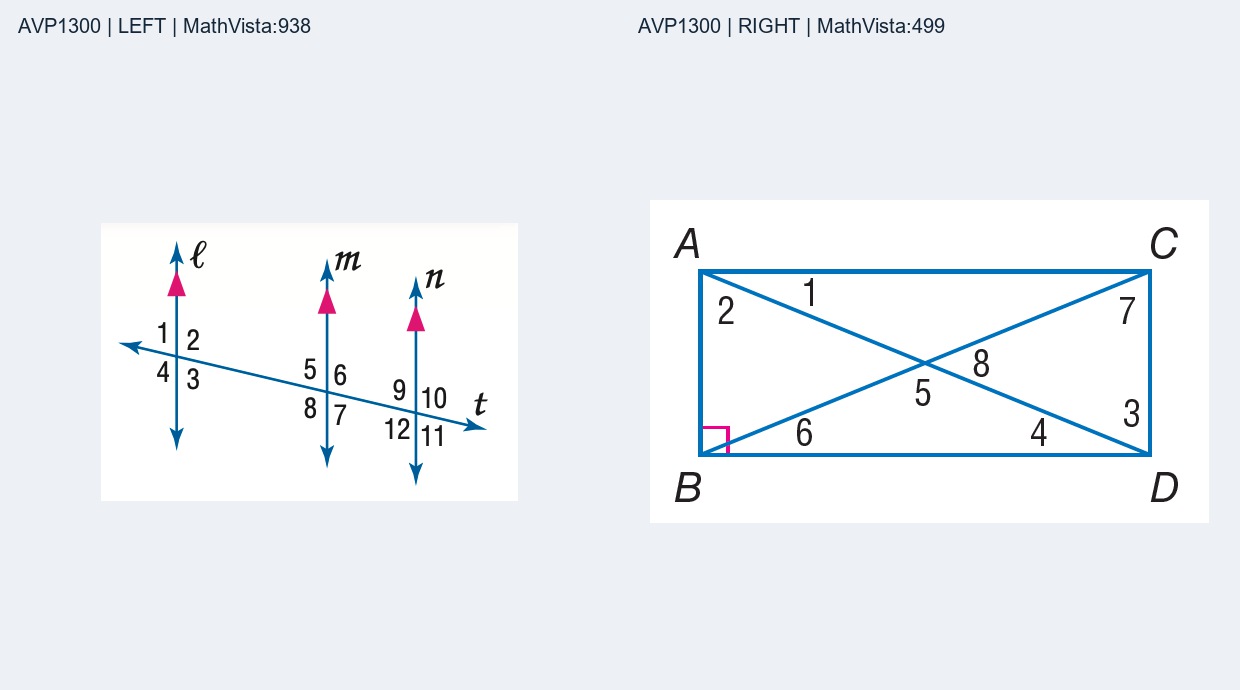 AVP1300 | LEFT | MathVista:938
ℓ
m
n
1 2
4 3
5 6
8 7
9 10
12 11
t
AVP1300 | RIGHT | MathVista:499
A C
1
2 7
8
5
3
6 4
B D